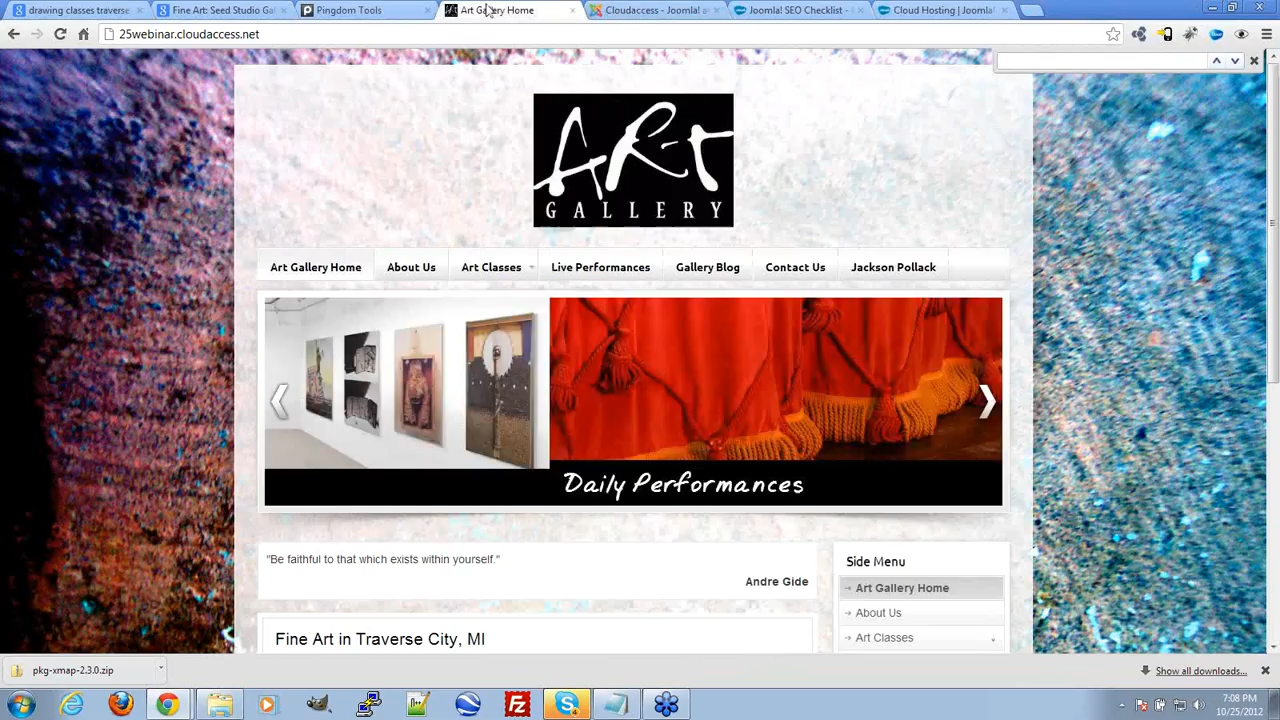 drawing classes traverse
Fine Art: Seed Studio Gal
Pingdom Tools
Art Gallery Home
Cloudaccess - Joomla! a
Joomla! SEO Checklist -
Cloud Hosting | Joomla!
25webinar.cloudaccess.net
ART
GALLERY
Art Gallery Home
About Us
Art Classes
Live Performances
Gallery Blog
Contact Us
Jackson Pollack
Daily Performances
"Be faithful to that which exists within yourself."
Andre Gide
Side Menu
Art Gallery Home
About Us
Art Classes
Fine Art in Traverse City, MI
pkg-xmap-2.3.0.zip
Show all downloads...
7:08 PM
10/25/2012